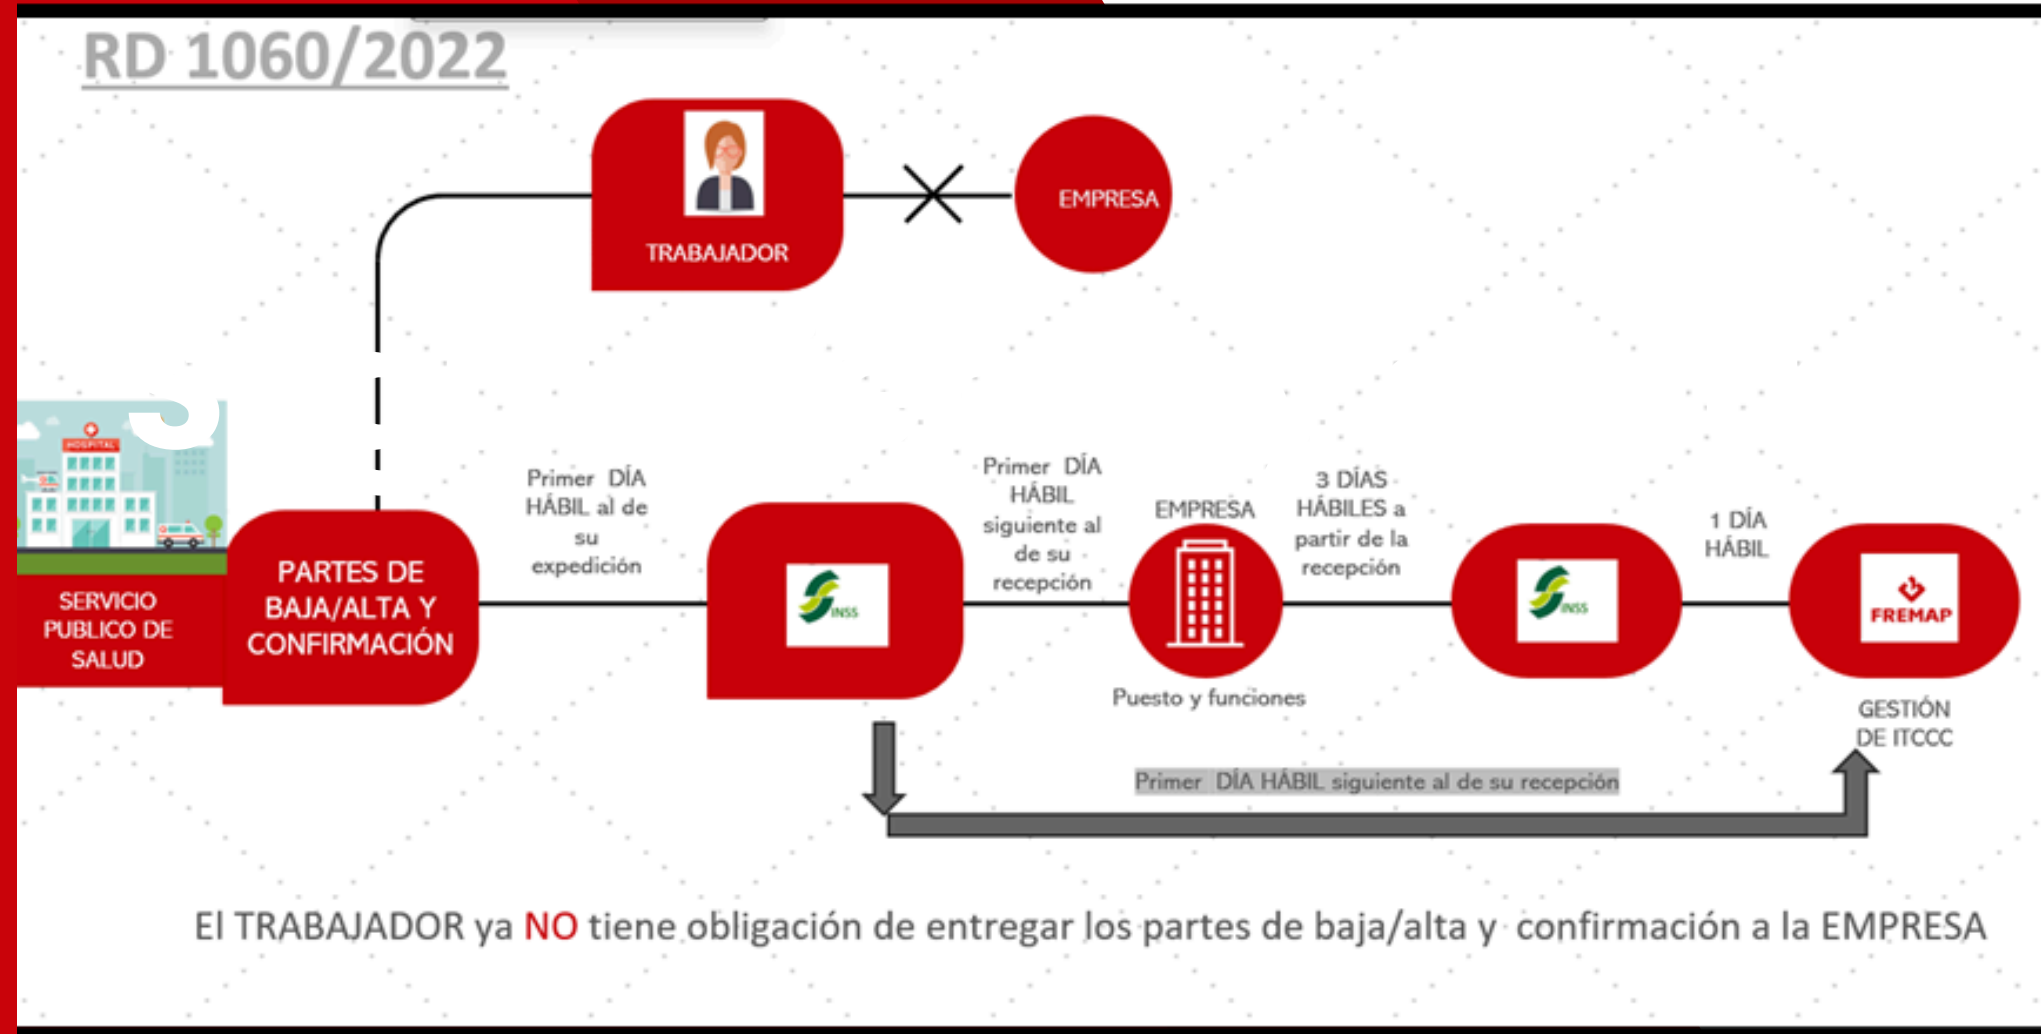 RD 1060/2022
TRABAJADOR
EMPRESA
HOSPITAL
SERVICIO
PUBLICO DE
SALUD
PARTES DE
BAJA/ALTA Y
CONFIRMACIÓN
Primer DÍA
HÁBIL al de
su
expedición
INSS
Primer DÍA
HÁBIL
siguiente al
de su
recepción
EMPRESA
Puesto y funciones
3 DÍAS
HÁBILES a
partir de la
recepción
INSS
1 DÍA
HÁBIL
FREMAP
GESTIÓN
DE ITCCC
Primer DÍA HÁBIL siguiente al de su recepción
El TRABAJADOR ya NO tiene obligación de entregar los partes de baja/alta y confirmación a la EMPRESA